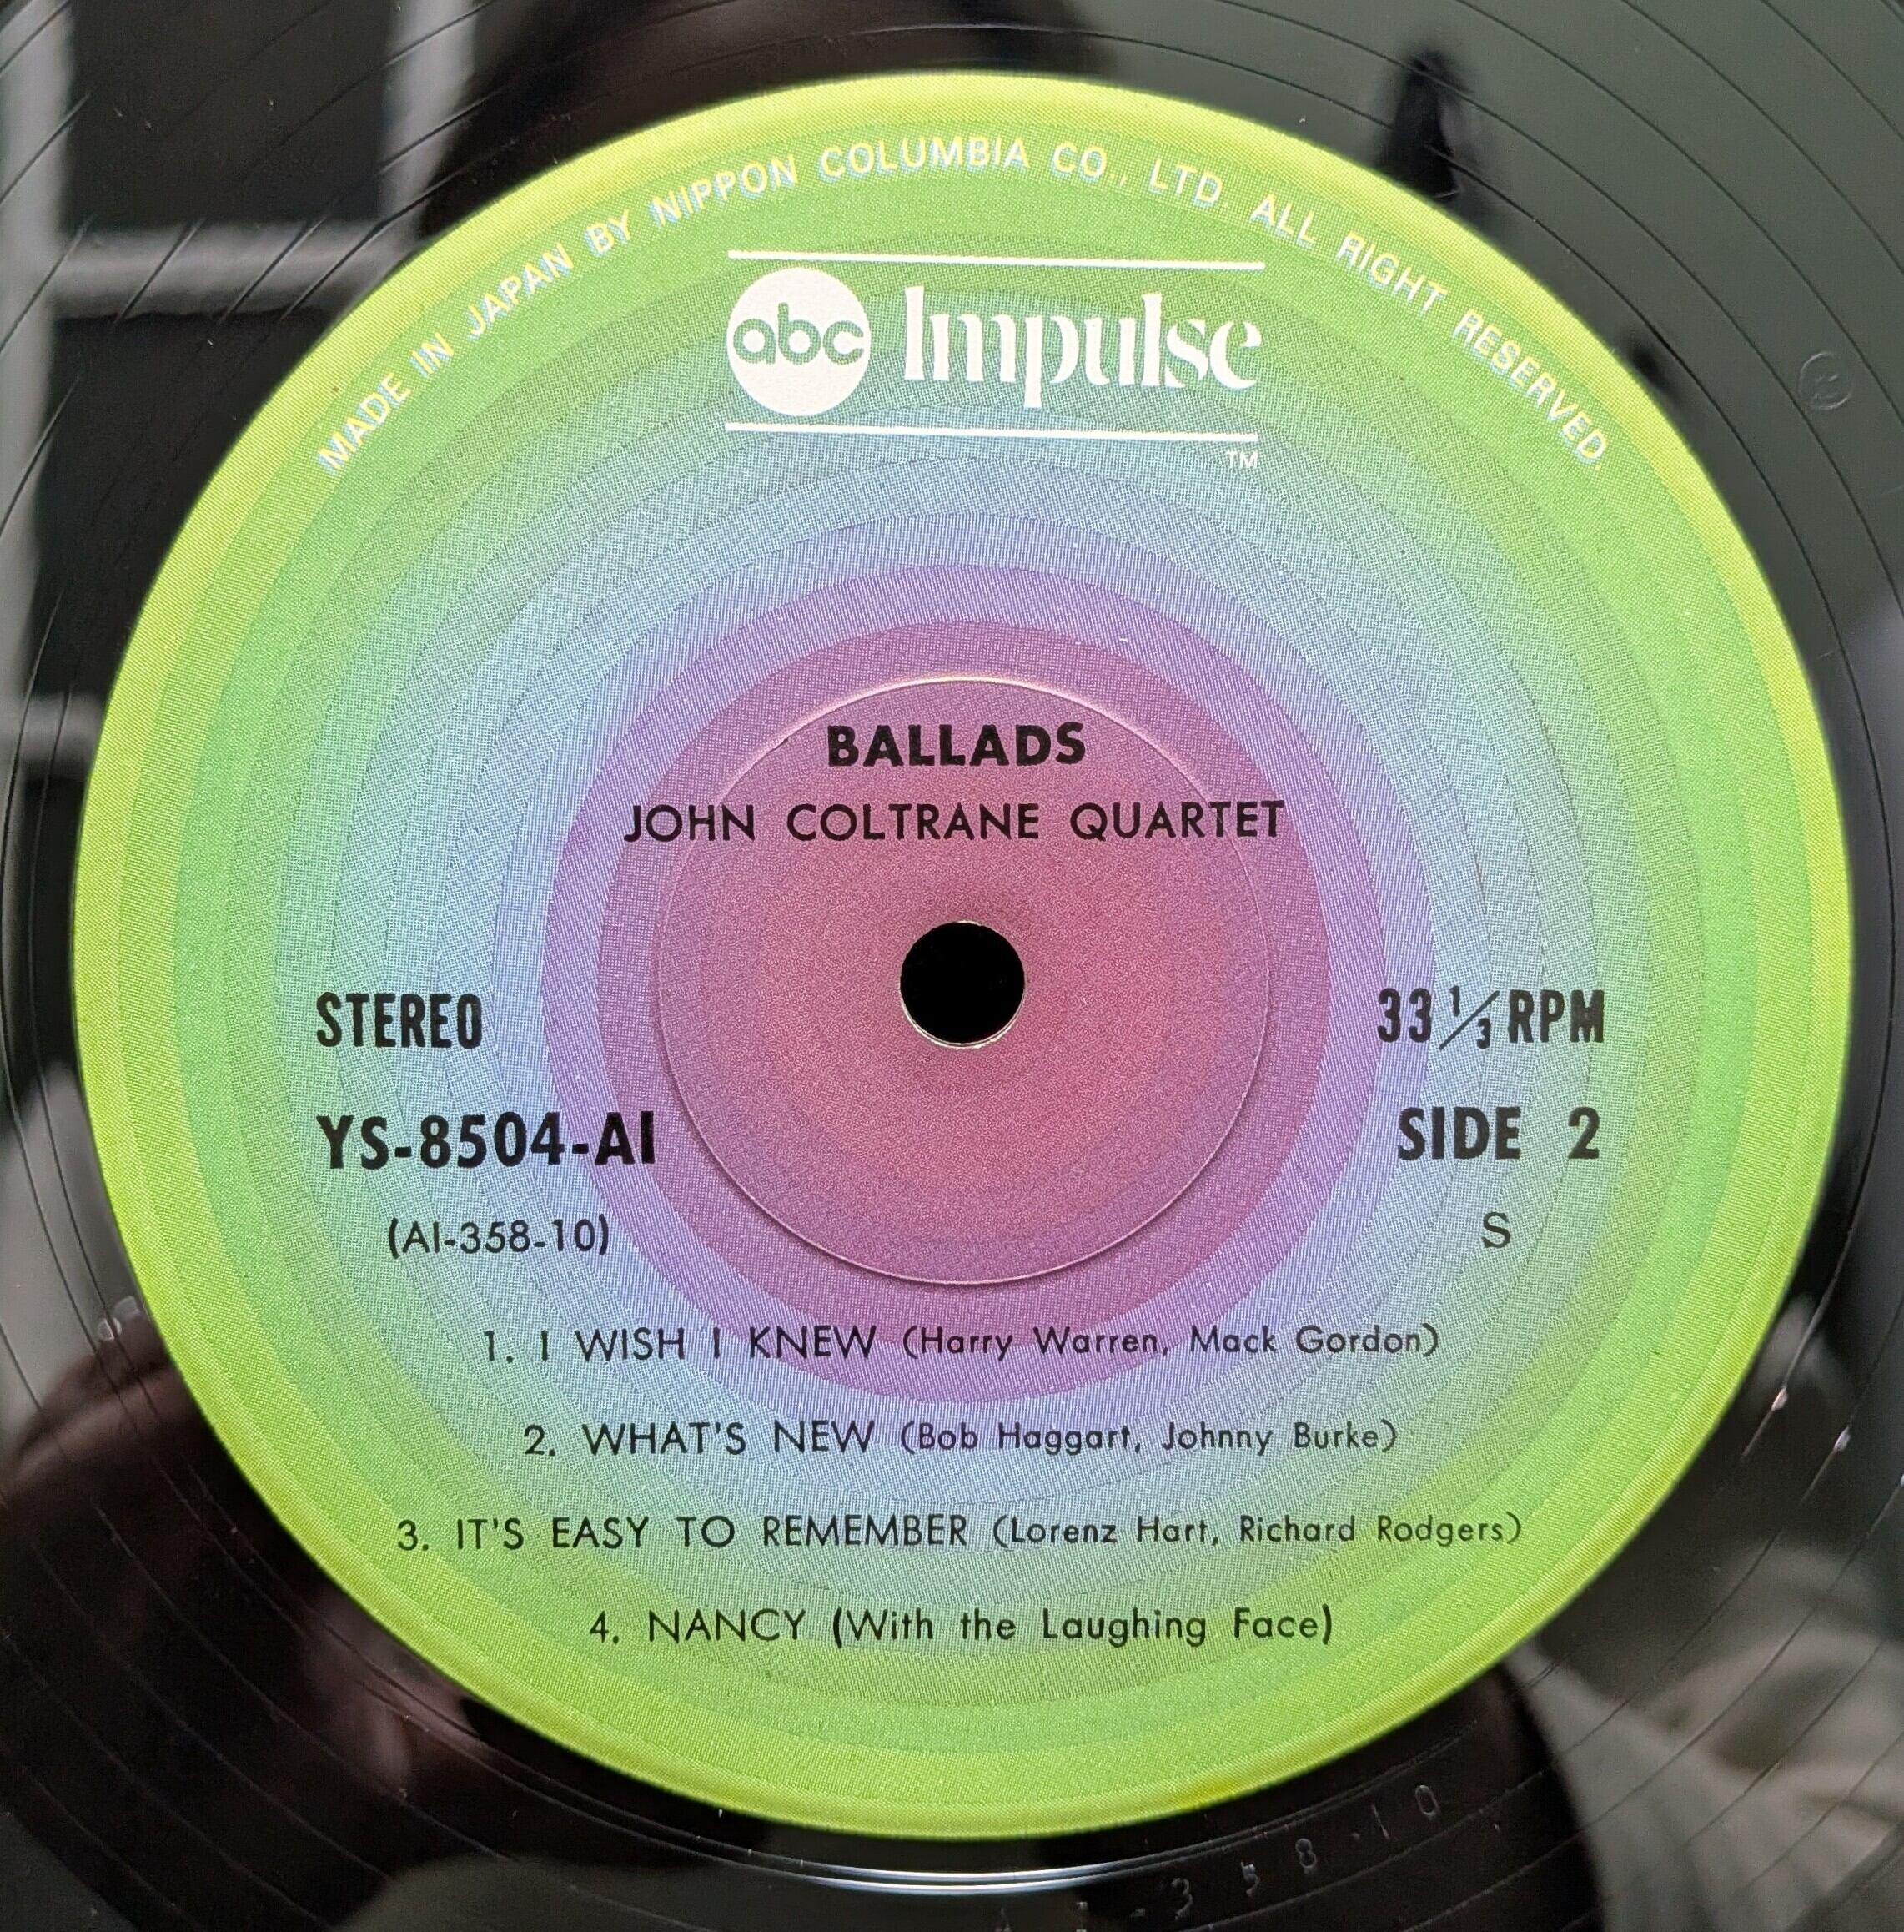 MADE IN JAPAN BY NIPPON COLUMBIA CO., LTD. ALL RIGHT RESERVED.
abc Impulse
TM
BALLADS
JOHN COLTRANE QUARTET
STEREO 33 1/3 RPM
YS-8504-AI SIDE 2
(AI-358-10) S
1. I WISH I KNEW (Harry Warren, Mack Gordon)
2. WHAT'S NEW (Bob Haggart, Johnny Burke)
3. IT'S EASY TO REMEMBER (Lorenz Hart, Richard Rodgers)
4. NANCY (With the Laughing Face)
-358-10